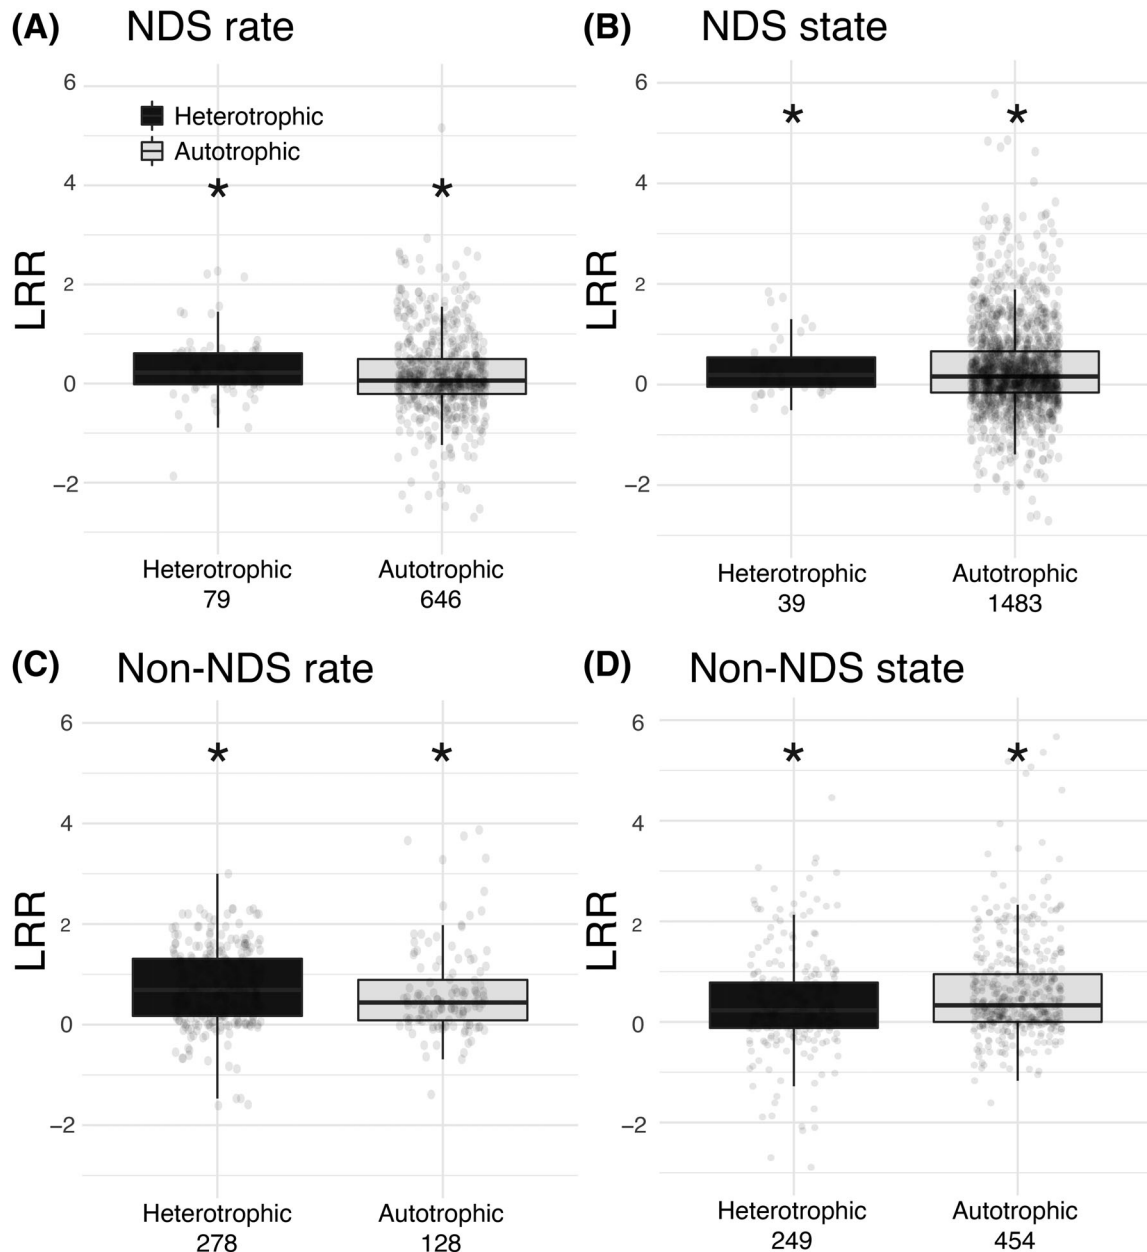 (A) NDS rate
6
Heterotrophic
Autotrophic
4
* *
LRR
2
0
−2
Heterotrophic Autotrophic
79 646
(B) NDS state
6
* *
4
LRR
2
0
−2
Heterotrophic Autotrophic
39 1483
(C) Non-NDS rate
6
* *
4
LRR
2
0
−2
Heterotrophic Autotrophic
278 128
(D) Non-NDS state
6
* *
4
LRR
2
0
−2
Heterotrophic Autotrophic
249 454